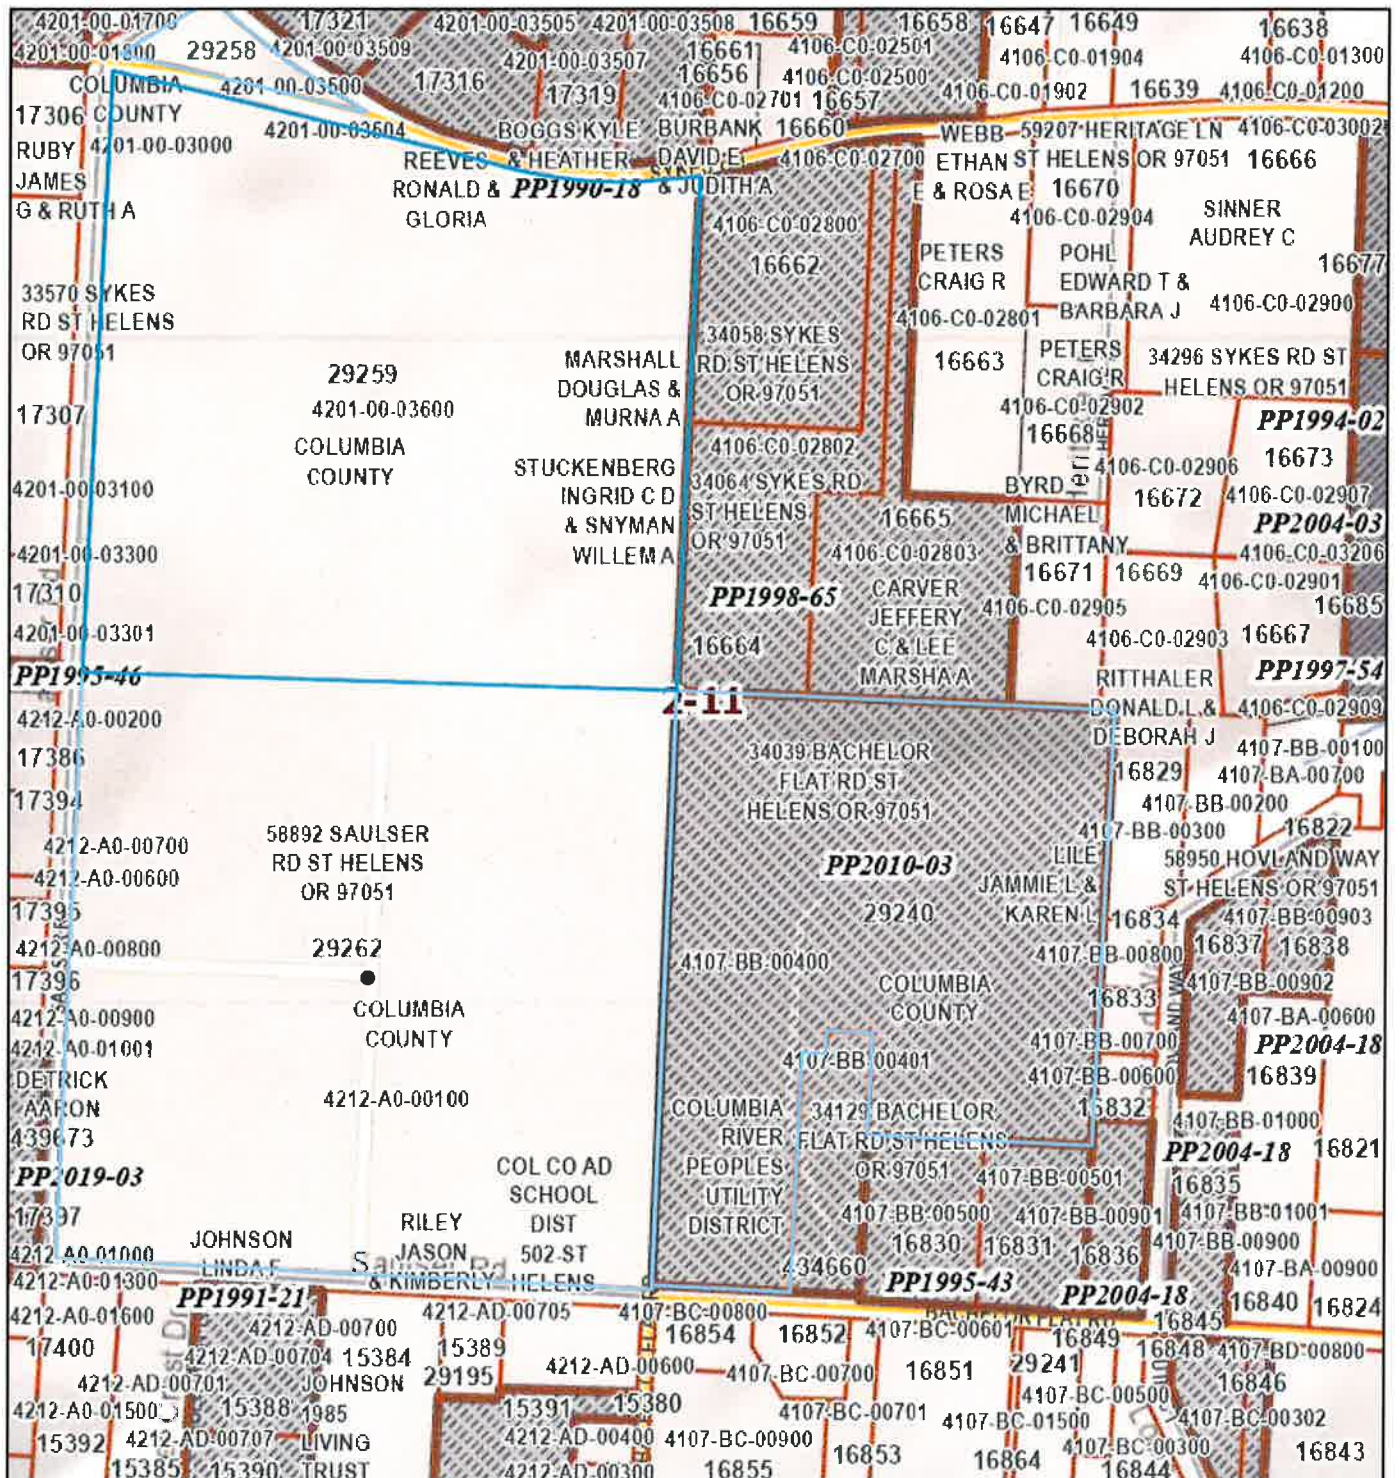 4201-00-01700
17321
4201-00-03505
4201-00-03508
16659
16658
16647
16649
16638
4201-00-01800
29258
4201-00-03509
4201-00-03507
16661
4106-C0-02501
4106-C0-01904
4106-C0-01300
COLUMBIA
COUNTY
4201-00-03500
17316
17319
16656
4106-C0-02500
4106-C0-02701
16657
4106-C0-01902
16639
4106-C0-01200
17306
4201-00-03000
4201-00-03504
BOGGS KYLE
& HEATHER
BURBANK
DAVID E
& JUDITH A
16660
4106-C0-02700
WEBB
ETHAN
E & ROSA E
59207 HERITAGE LN
ST HELENS OR 97051
4106-C0-03002
16666
RUBY
JAMES
G & RUTH A
REEVES
RONALD &
GLORIA
PP1990-18
16670
4106-C0-02904
SINNER
AUDREY C
4106-C0-02800
16662
PETERS
CRAIG R
POHL
EDWARD T &
BARBARA J
16677
4106-C0-02900
33570 SYKES
RD ST HELENS
OR 97051
4106-C0-02801
34058 SYKES
RD ST HELENS
OR 97051
16663
PETERS
CRAIG R
34296 SYKES RD ST
HELENS OR 97051
29259
4201-00-03600
COLUMBIA
COUNTY
MARSHALL
DOUGLAS &
MURNA A
17307
4106-C0-02902
16668
PP1994-02
4106-C0-02802
STUCKENBERG
INGRID C D
& SNYMAN
WILLEM A
34064 SYKES RD
ST HELENS
OR 97051
4106-C0-02906
16673
BYRD
MICHAEL
& BRITTANY
16672
4106-C0-02907
4201-00-03100
16665
PP2004-03
4201-00-03300
4106-C0-02803
4106-C0-03206
17310
PP1998-65
CARVER
JEFFERY
C & LEE
MARSHA A
16671
16669
4106-C0-02901
16685
4106-C0-02905
4201-00-03301
16664
4106-C0-02903
16667
PP1995-46
PP1997-54
2-11
RITTHALER
DONALD L &
DEBORAH J
4106-C0-02909
4212-A0-00200
17386
34039 BACHELOR
FLAT RD ST
HELENS OR 97051
4107-BB-00100
16829
4107-BA-00700
17394
4107-BB-00200
58892 SAULSER
RD ST HELENS
OR 97051
4107-BB-00300
16822
4212-A0-00700
PP2010-03
LILE
JAMMIE L &
KAREN L
58950 HOVLAND WAY
ST HELENS OR 97051
4212-A0-00600
17395
29240
16834
4107-BB-00903
4212-A0-00800
29262
4107-BB-00400
4107-BB-00800
16837
16838
17396
COLUMBIA
COUNTY
COLUMBIA
COUNTY
16833
4107-BB-00902
4212-A0-00900
4107-BA-00600
4212-A0-01001
4107-BB-00401
4107-BB-00700
PP2004-18
DETRICK
AARON
4212-A0-00100
4107-BB-00600
16839
COLUMBIA
RIVER
PEOPLES
UTILITY
DISTRICT
34129 BACHELOR
FLAT RD ST HELENS
OR 97051
16832
4107-BB-01000
439673
PP2004-18
16821
PP2019-03
COL CO AD
SCHOOL
DIST
502-ST
HELENS
4107-BB-00501
16835
17397
4107-BB-00500
4107-BB-00901
4107-BB-01001
JOHNSON
LINDA F
RILEY
JASON
& KIMBERLY
16830
16831
16836
4107-BB-00900
4212-A0-01000
Saulser Rd
434660
4107-BA-00900
4212-A0-01300
PP1991-21
PP1995-43
PP2004-18
16840
16824
4212-A0-01600
4212-AD-00705
4107-BC-00800
BACHELOR FLAT RD
16845
4212-AD-00700
16854
16852
4107-BC-00601
16849
17400
4212-AD-00704
15384
15389
4212-AD-00600
4107-BC-00700
16851
29241
16848
4107-BD-00800
4212-AD-00701
JOHNSON
1985
LIVING
TRUST
29195
16846
4212-A0-01500
15388
15391
15380
4107-BC-00701
4107-BC-01500
4107-BC-00500
4107-BC-00302
15392
4212-AD-00707
4212-AD-00400
4107-BC-00900
16853
16864
4107-BC-00300
16843
15385
15390
4212-AD-00300
16855
16844